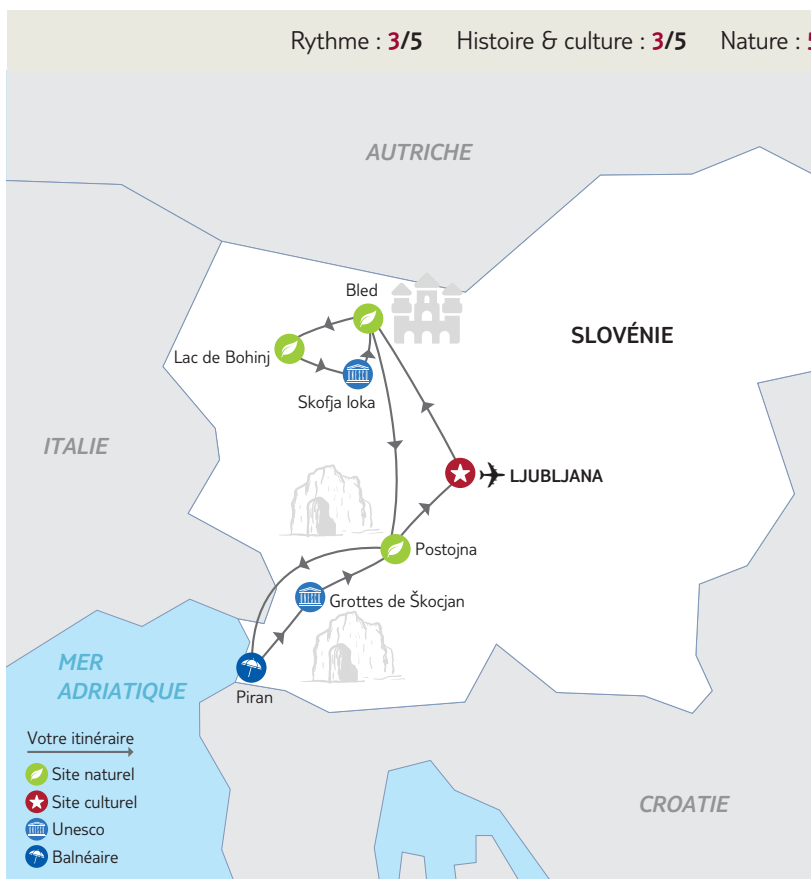 Rythme : 3/5 Histoire & culture : 3/5 Nature :
AUTRICHE
Bled
SLOVÉNIE
Lac de Bohinj
Skofja loka
ITALIE
LJUBLJANA
Postojna
Grottes de Škocjan
MER
ADRIATIQUE
Piran
Votre itinéraire
Site naturel
Site culturel
Unesco
Balnéaire
CROATIE